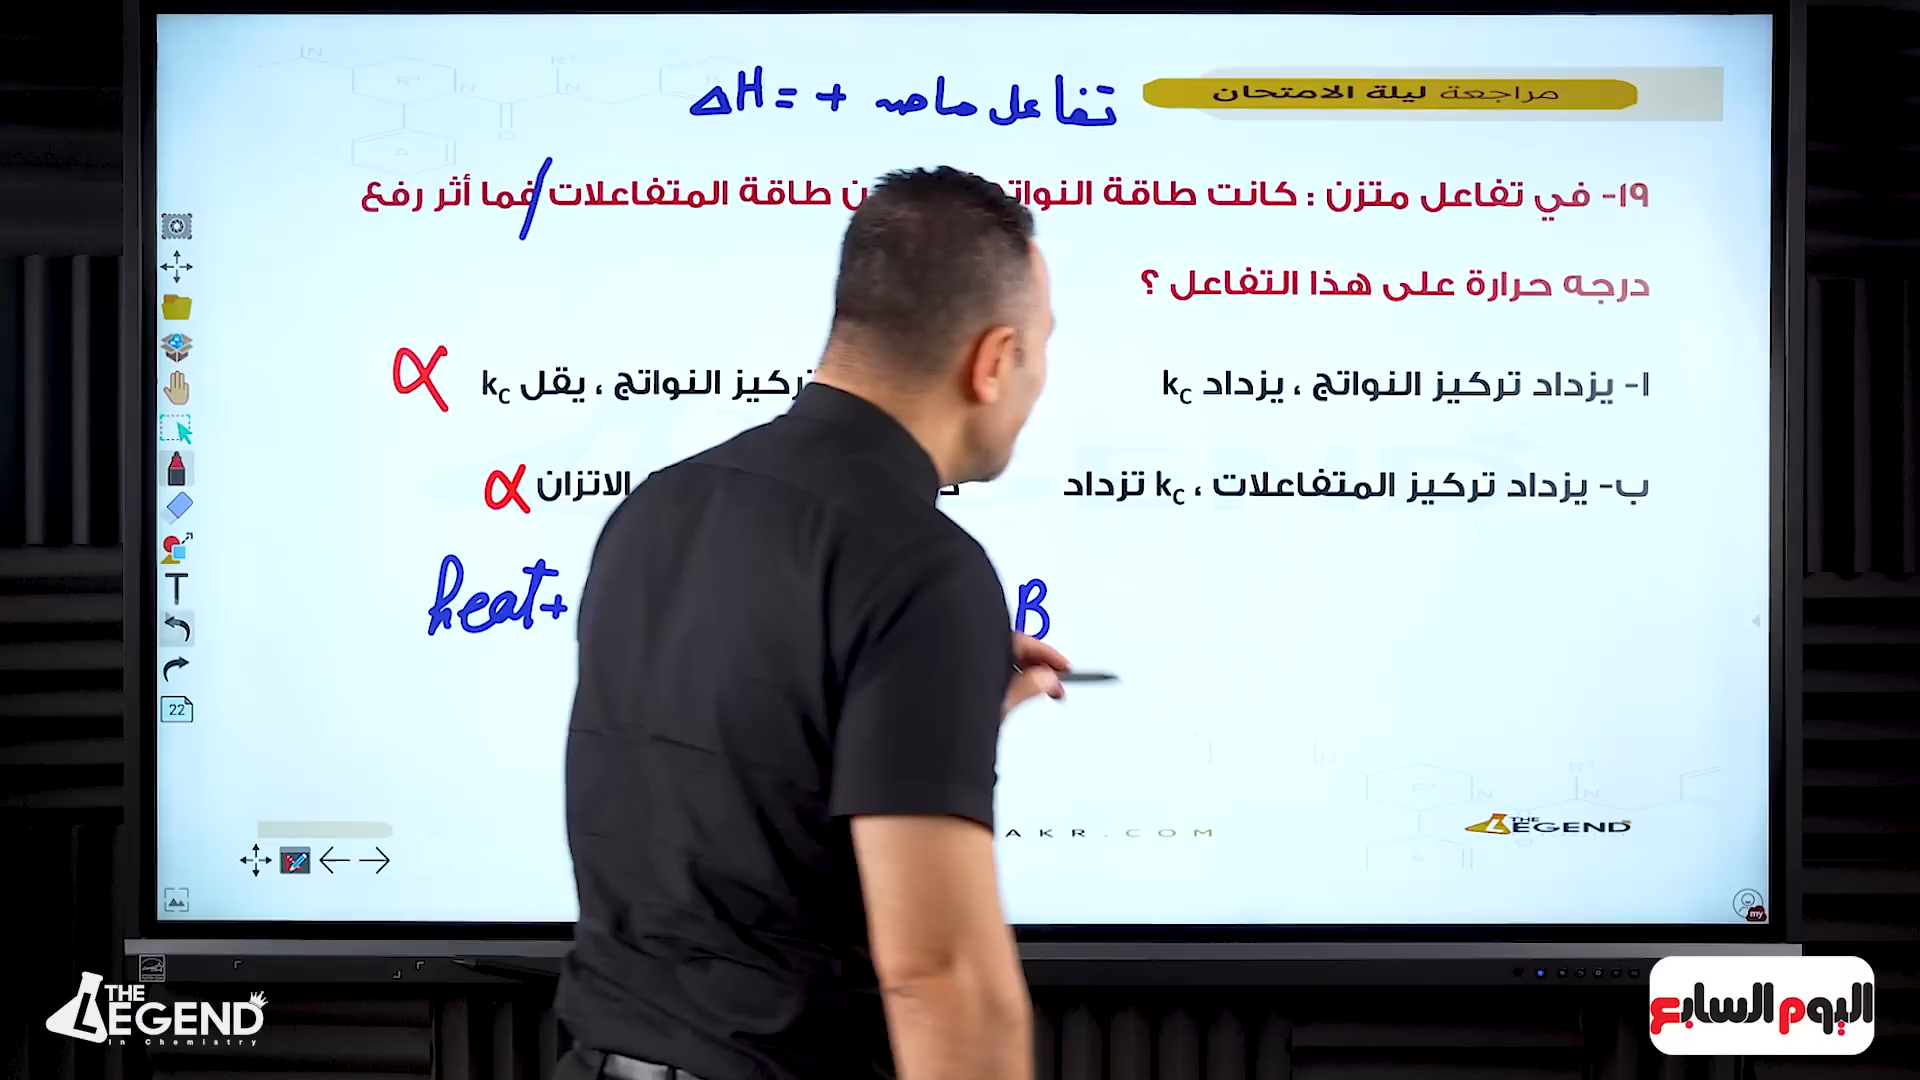 مراجعة ليلة الامتحان
تفاعل ماص + = ΔH
١٩- في تفاعل متزن : كانت طاقة طاقة المتفاعلات فما أثر رفع
درجه حرارة على هذا التفاعل ؟
ا- يزداد تركيز النواتج ، يزداد kC
تركيز النواتج ، يقل kC
ب- يزداد تركيز المتفاعلات ، kC تزداد
الاتزان
heat+ B
22
THE LEGEND
THE LEGEND
In Chemistry
اليوم السابع